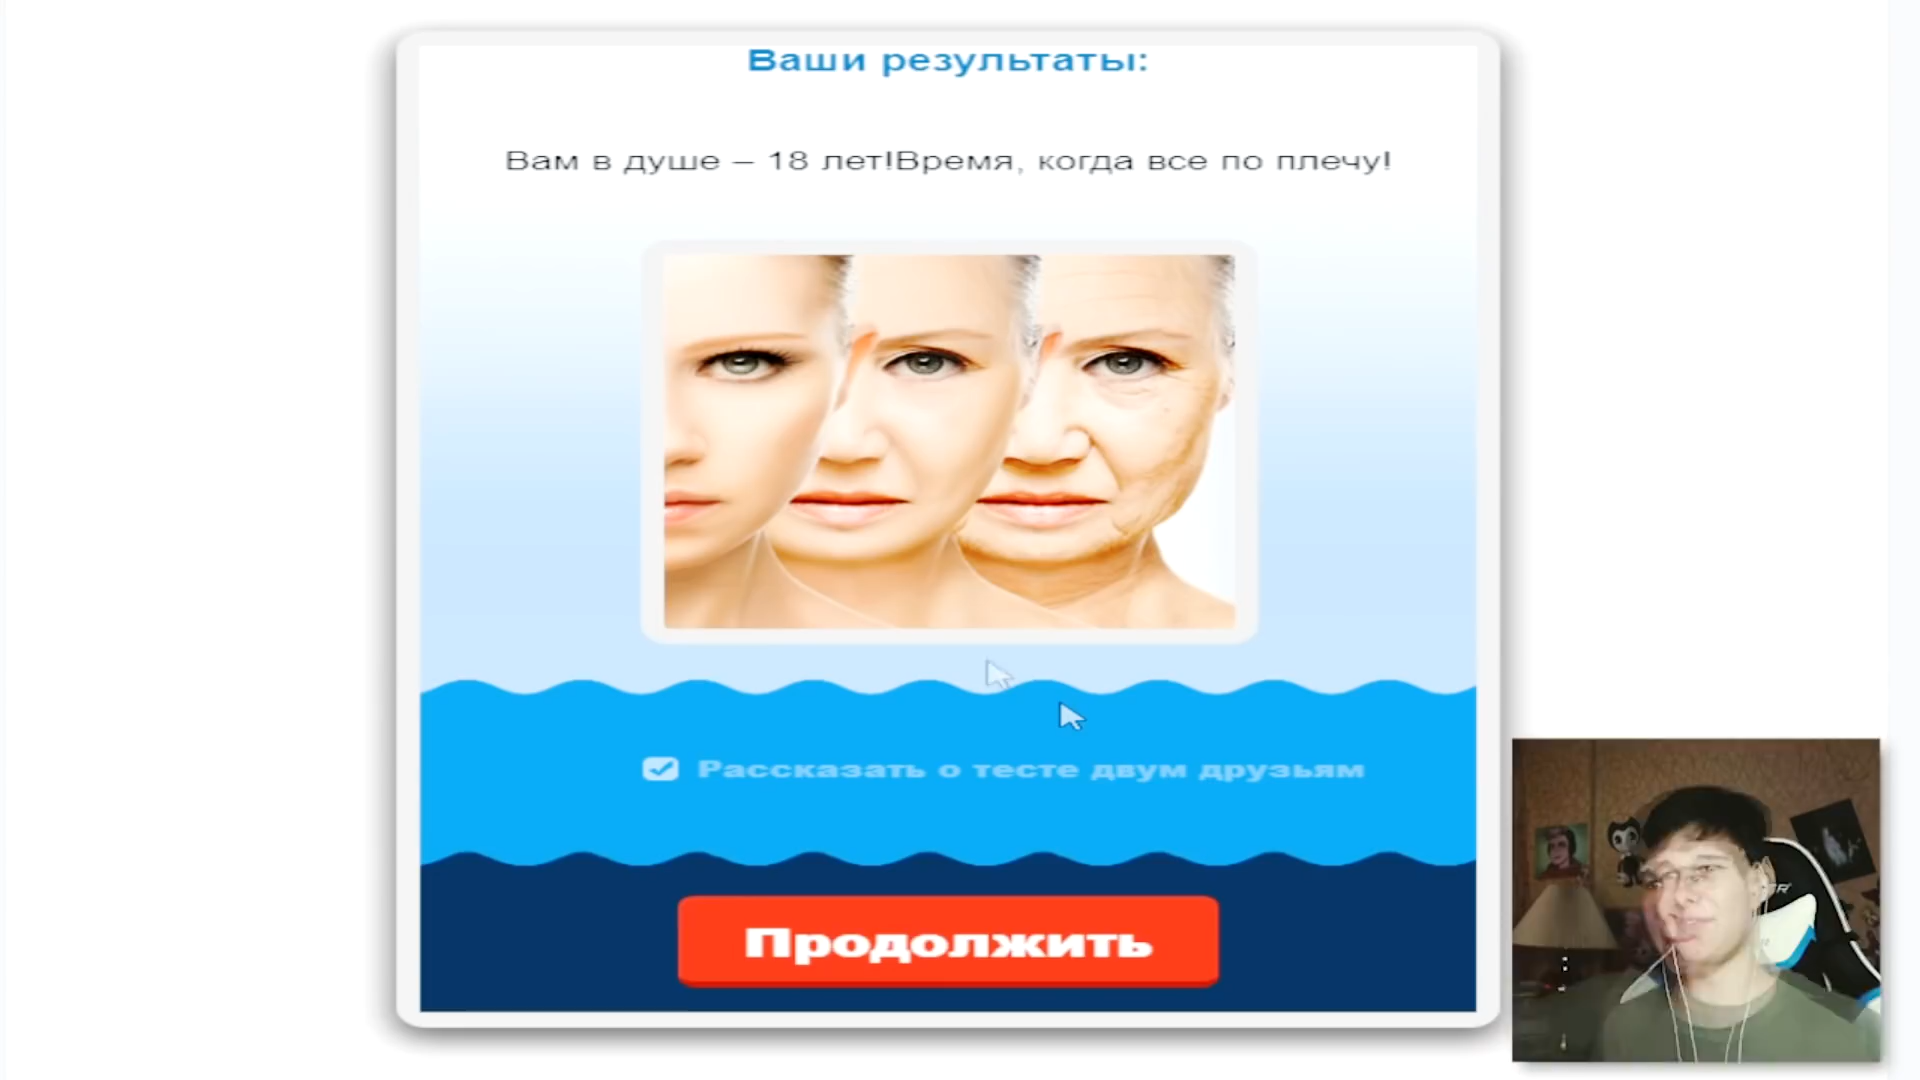 Ваши результаты:
Вам в душе – 18 лет!Время, когда все по плечу!
Рассказать о тесте двум друзьям
Продолжить